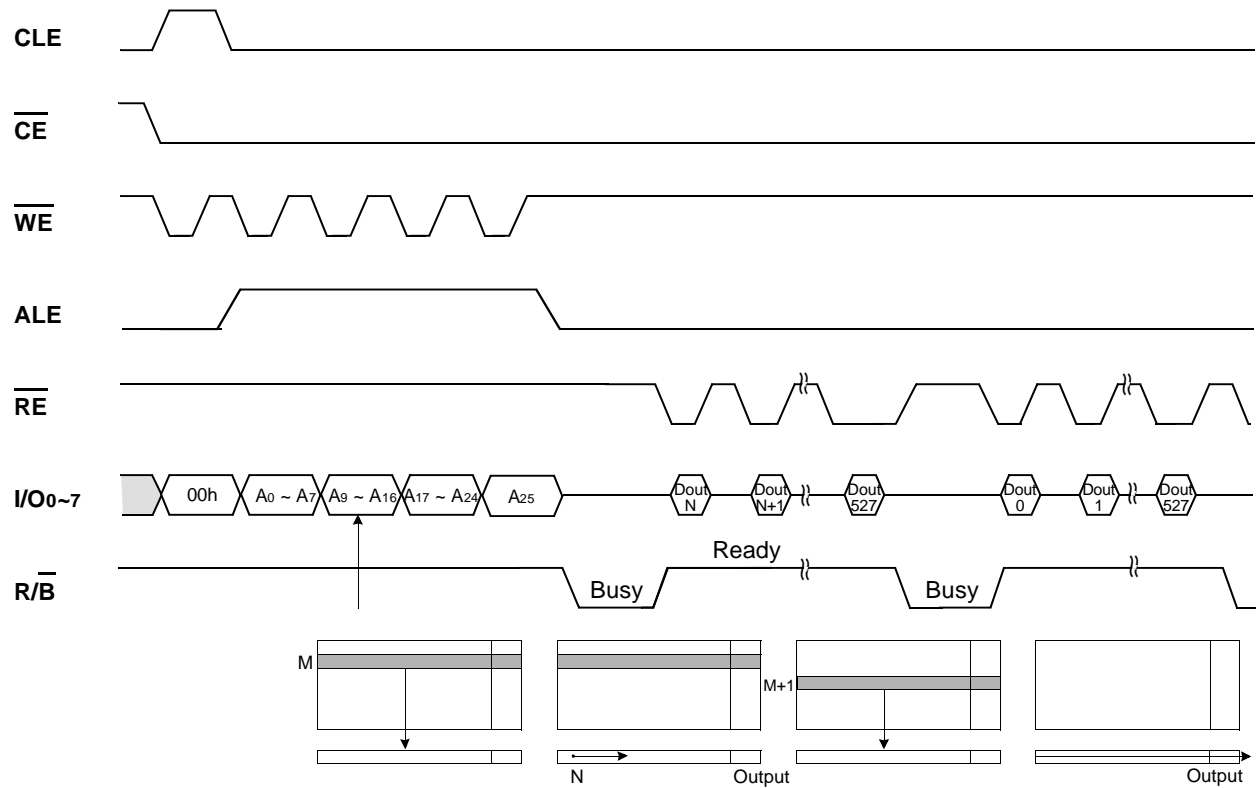 CLE
CE
WE
ALE
RE
I/O0~7
00h
A0 ~ A7
A9 ~ A16
A17 ~ A24
A25
Dout
N
Dout
N+1
Dout
527
Dout
0
Dout
1
Dout
527
R/B
Busy
Ready
Busy
M
M+1
N
Output
Output